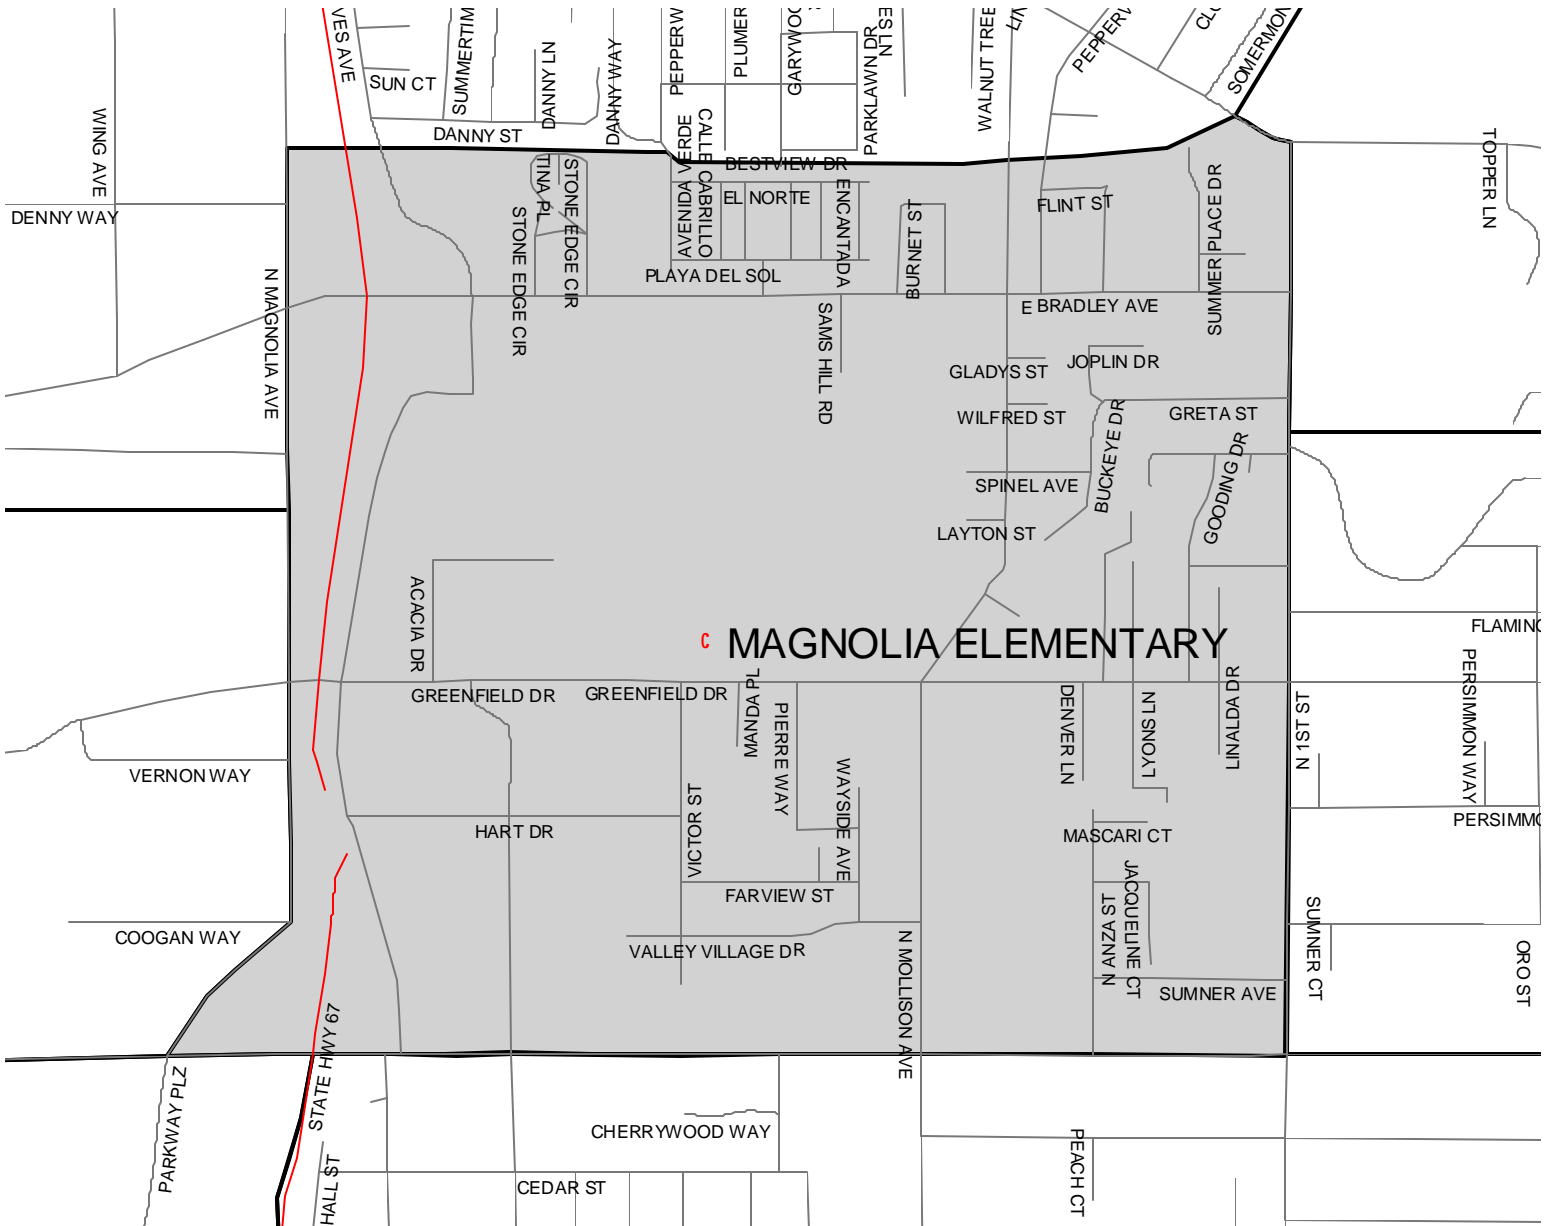 VES AVE
SUN CT
SUMMERTIM
DANNY LN
DANNY WAY
PEPPERW
PLUMER
GARYWOO
PARKLAWN DR
WALNUT TREE
LIN
PEPPERV
CLO
SOMERMON
WING AVE
DANNY ST
DENNY WAY
TINA PL
STONE EDGE CIR
STONE EDGE CIR
AVENIDA VERDE
CALLE CABRILLO
BESTVIEW DR
EL NORTE
ENCANTADA
PLAYA DEL SOL
BURNET ST
FLINT ST
SUMMER PLACE DR
TOPPER LN
N MAGNOLIA AVE
SAMS HILL RD
E BRADLEY AVE
GLADYS ST
JOPLIN DR
WILFRED ST
GRETA ST
BUCKEYE DR
GOODING DR
SPINEL AVE
LAYTON ST
ACACIA DR
C MAGNOLIA ELEMENTARY
FLAMING
GREENFIELD DR
GREENFIELD DR
MANDA PL
PIERRE WAY
DENVER LN
LYONS LN
LINALDA DR
N 1ST ST
PERSIMMON WAY
VERNON WAY
HART DR
VICTOR ST
WAYSIDE AVE
MASCARI CT
PERSIMMO
FARVIEW ST
JACQUELINE CT
N ANZA ST
COOGAN WAY
VALLEY VILLAGE DR
N MOLLISON AVE
SUMNER AVE
SUMNER CT
ORO ST
STATE HWY 67
PARKWAY PLZ
HALL ST
CHERRYWOOD WAY
CEDAR ST
PEACH CT